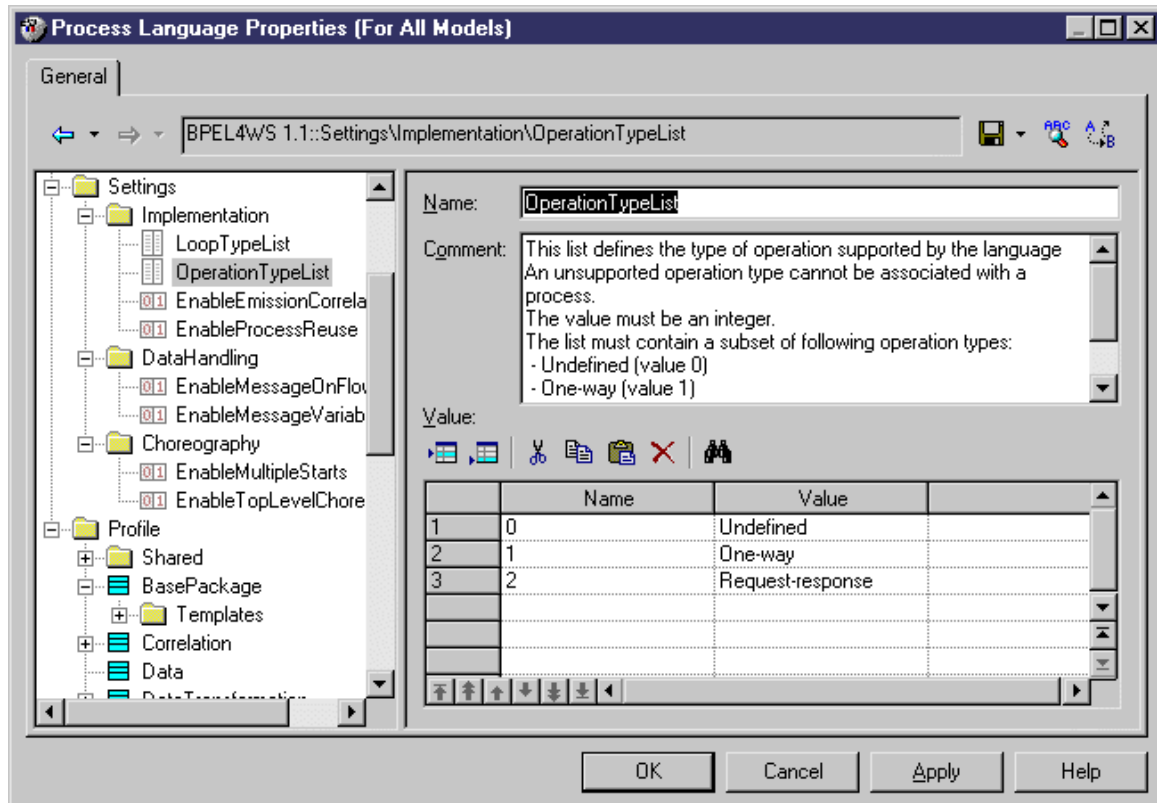 Process Language Properties (For All Models)
General
BPEL4WS 1.1::Settings\Implementation\OperationTypeList
ABC
A
B
Settings
Implementation
LoopTypeList
OperationTypeList
EnableEmissionCorrela
EnableProcessReuse
DataHandling
EnableMessageOnFlo
EnableMessageVariab
Choreography
EnableMultipleStarts
EnableTopLevelChore
Profile
Shared
BasePackage
Templates
Correlation
Data
DataTransformation
Name: OperationTypeList
Comment: This list defines the type of operation supported by the language
An unsupported operation type cannot be associated with a
process.
The value must be an integer.
The list must contain a subset of following operation types:
- Undefined (value 0)
- One-way (value 1)
Value:
Name Value
1 0 Undefined
2 1 One-way
3 2 Request-response
OK Cancel Apply Help